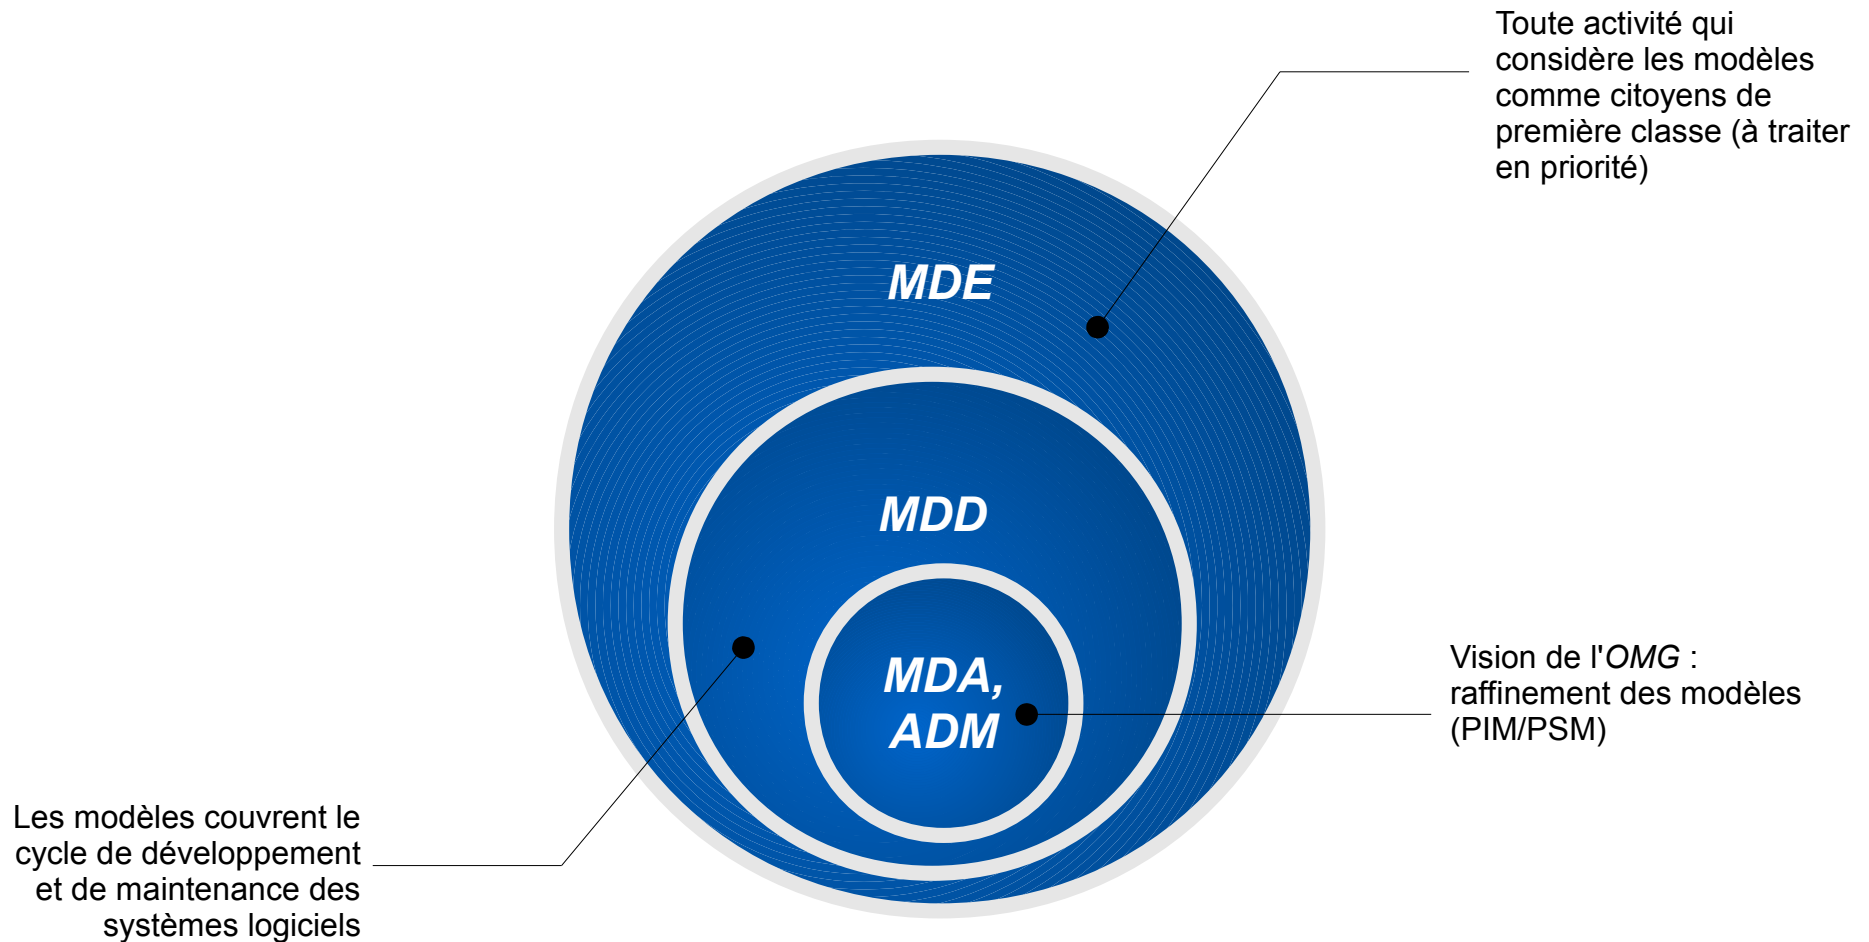 Toute activité qui
considère les modèles
comme citoyens de
première classe (à traiter
en priorité)
MDE
MDD
MDA,
ADM
Vision de l'OMG :
raffinement des modèles
(PIM/PSM)
Les modèles couvrent le
cycle de développement
et de maintenance des
systèmes logiciels